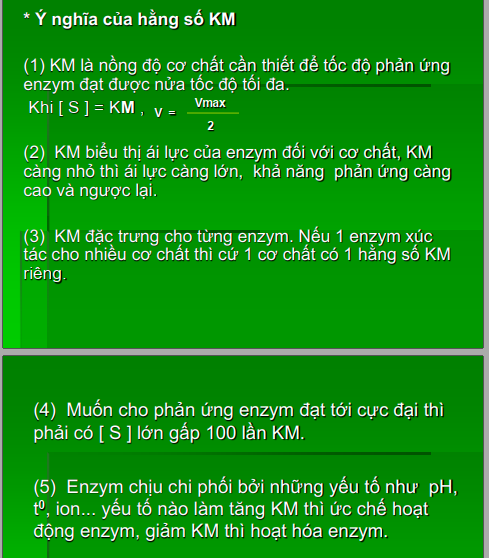 * Ý nghĩa của hằng số KM
(1) KM là nồng độ cơ chất cần thiết để tốc độ phản ứng
enzym đạt được nửa tốc độ tối đa.
Khi [ S ] = KM , V = Vmax
2
(2) KM biểu thị ái lực của enzym đối với cơ chất, KM
càng nhỏ thì ái lực càng lớn, khả năng phản ứng càng
cao và ngược lại.
(3) KM đặc trưng cho từng enzym. Nếu 1 enzym xúc
tác cho nhiều cơ chất thì cứ 1 cơ chất có 1 hằng số KM
riêng.
(4) Muốn cho phản ứng enzym đạt tới cực đại thì
phải có [ S ] lớn gấp 100 lần KM.
(5) Enzym chịu chi phối bởi những yếu tố như pH,
t⁰, ion... yếu tố nào làm tăng KM thì ức chế hoạt
động enzym, giảm KM thì hoạt hóa enzym.